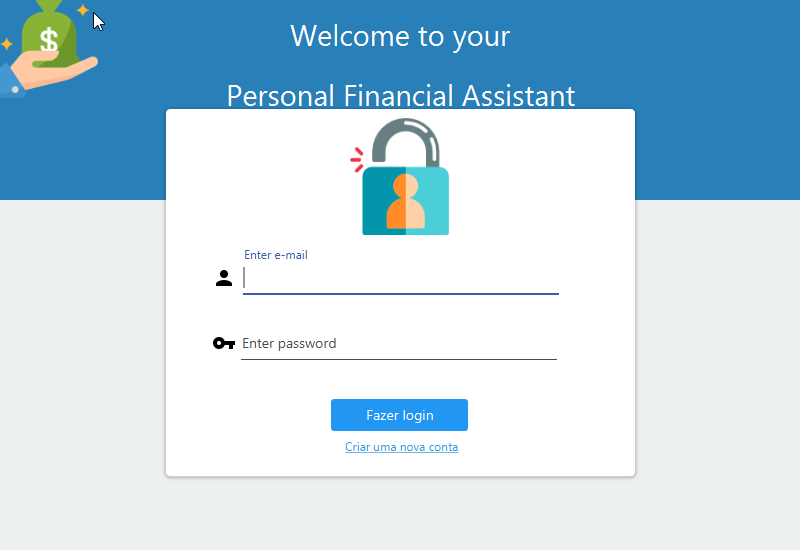 $
Welcome to your
Personal Financial Assistant
Enter e-mail
Enter password
Fazer login
Criar uma nova conta